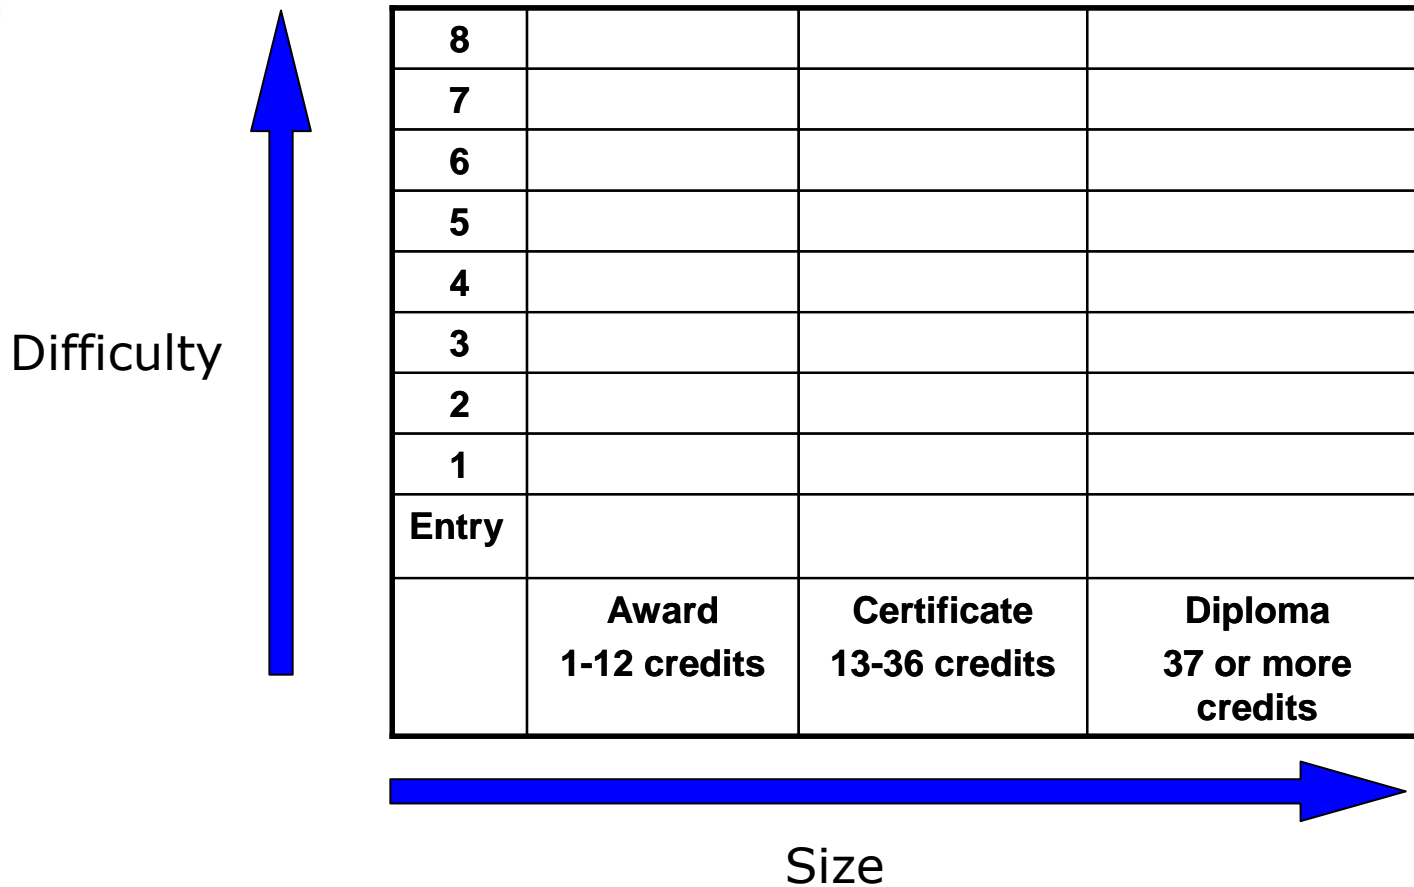 8
7
6
5
4
Difficulty
3
2
1
Entry
Award
1-12 credits
Certificate
13-36 credits
Diploma
37 or more
credits
Size